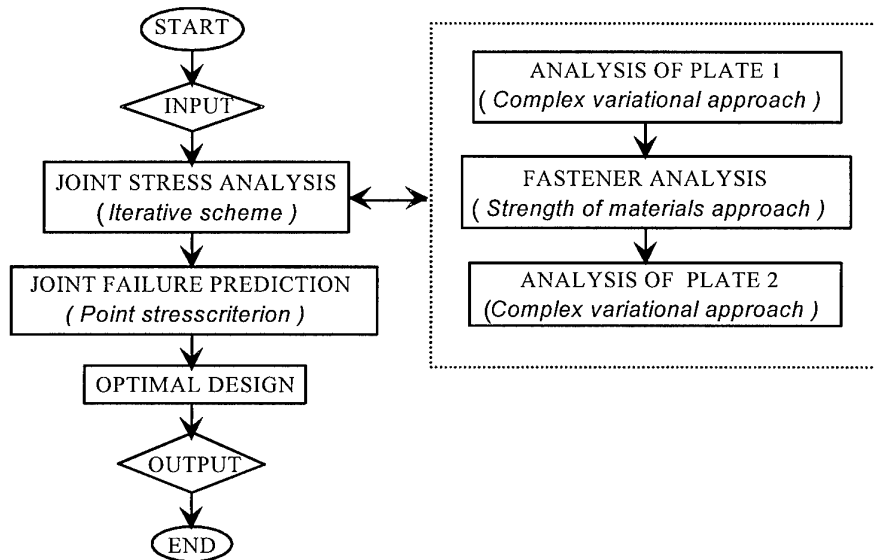 START
INPUT
JOINT STRESS ANALYSIS
( Iterative scheme )
JOINT FAILURE PREDICTION
( Point stresscriterion )
OPTIMAL DESIGN
OUTPUT
END
ANALYSIS OF PLATE 1
( Complex variational approach )
FASTENER ANALYSIS
( Strength of materials approach )
ANALYSIS OF PLATE 2
(Complex variational approach )